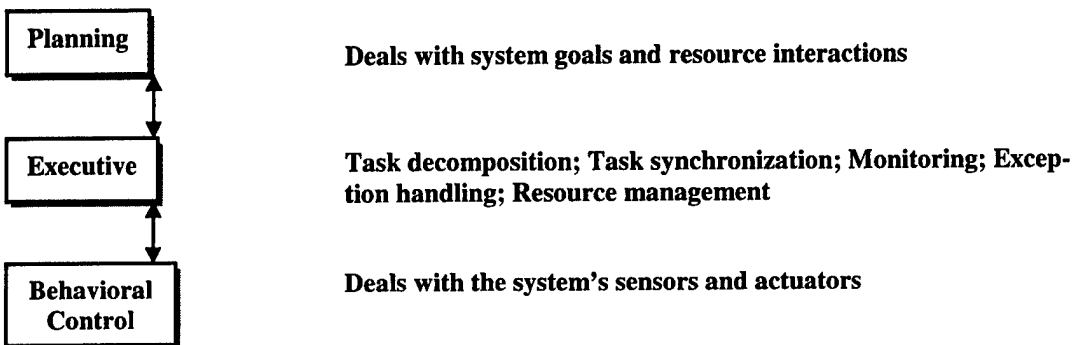 Planning
Deals with system goals and resource interactions
Executive
Task decomposition; Task synchronization; Monitoring; Excep-
tion handling; Resource management
Behavioral
Control
Deals with the system's sensors and actuators